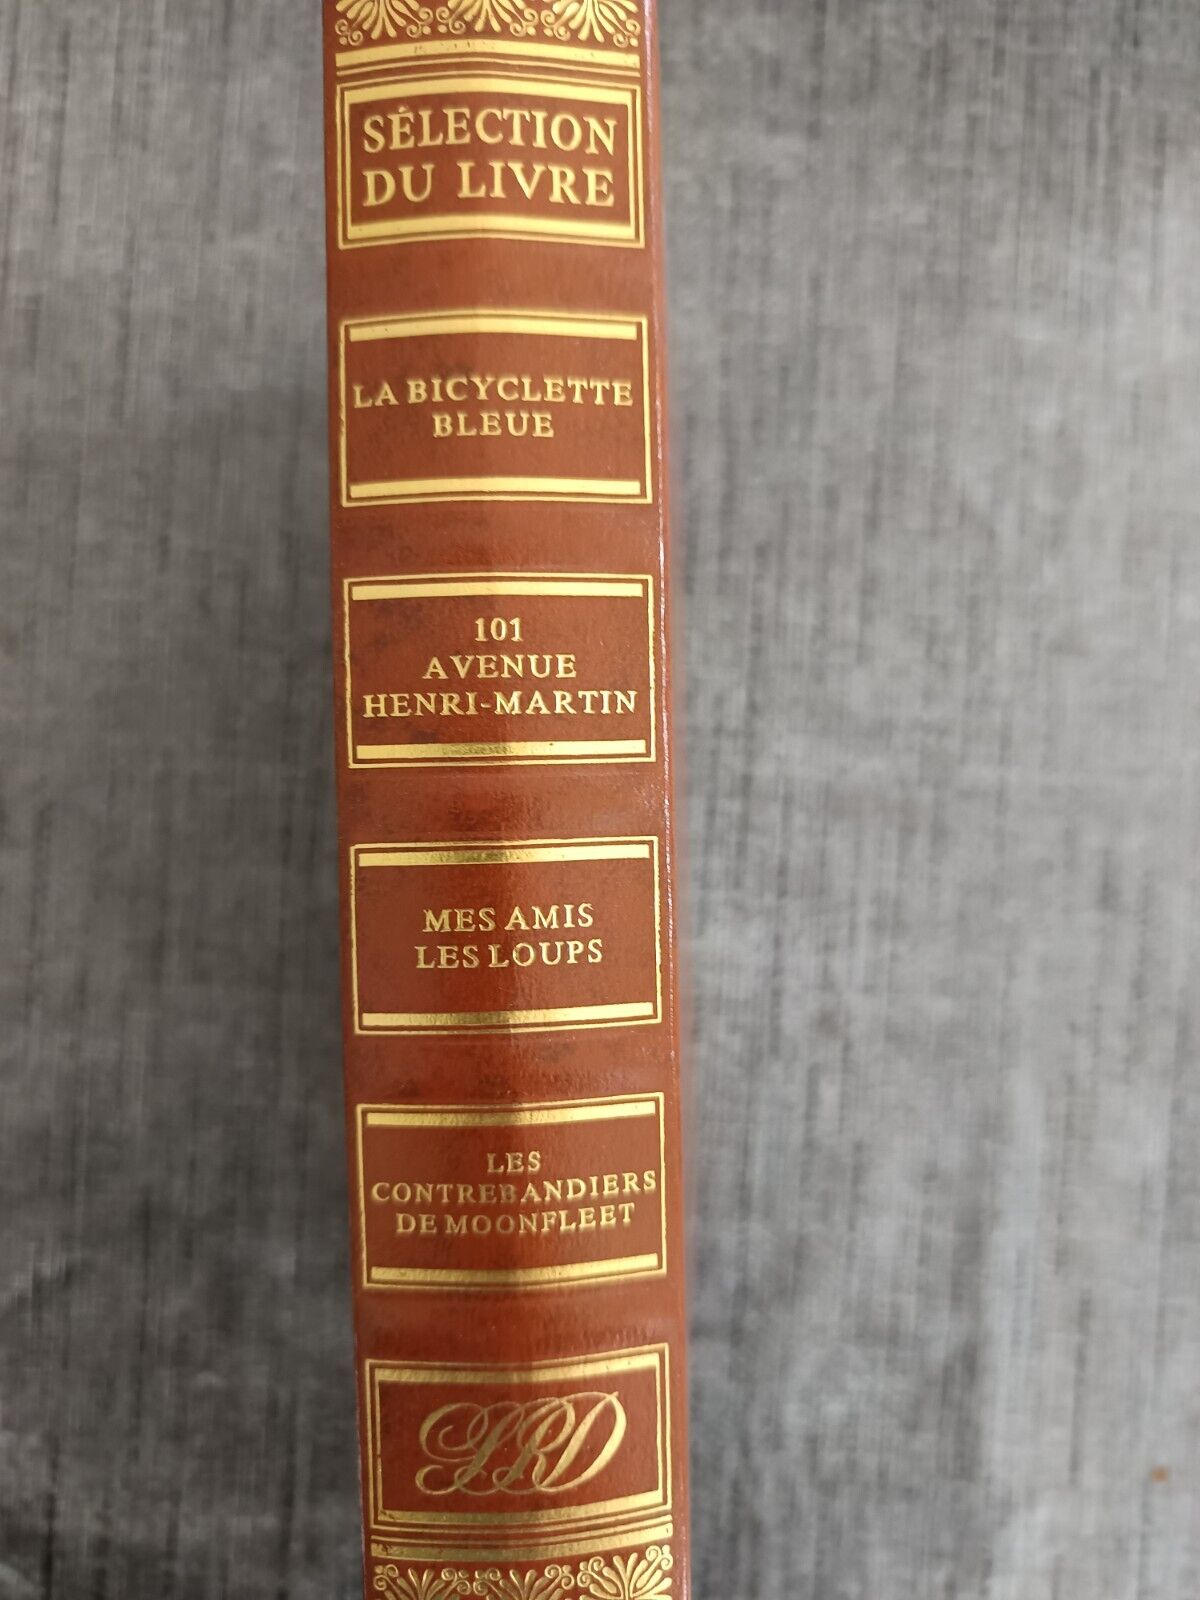 SÉLECTION
DU LIVRE
LA BICYCLETTE
BLEUE
101
AVENUE
HENRI-MARTIN
MES AMIS
LES LOUPS
LES
CONTREBANDIERS
DE MOONFLEET
SRD